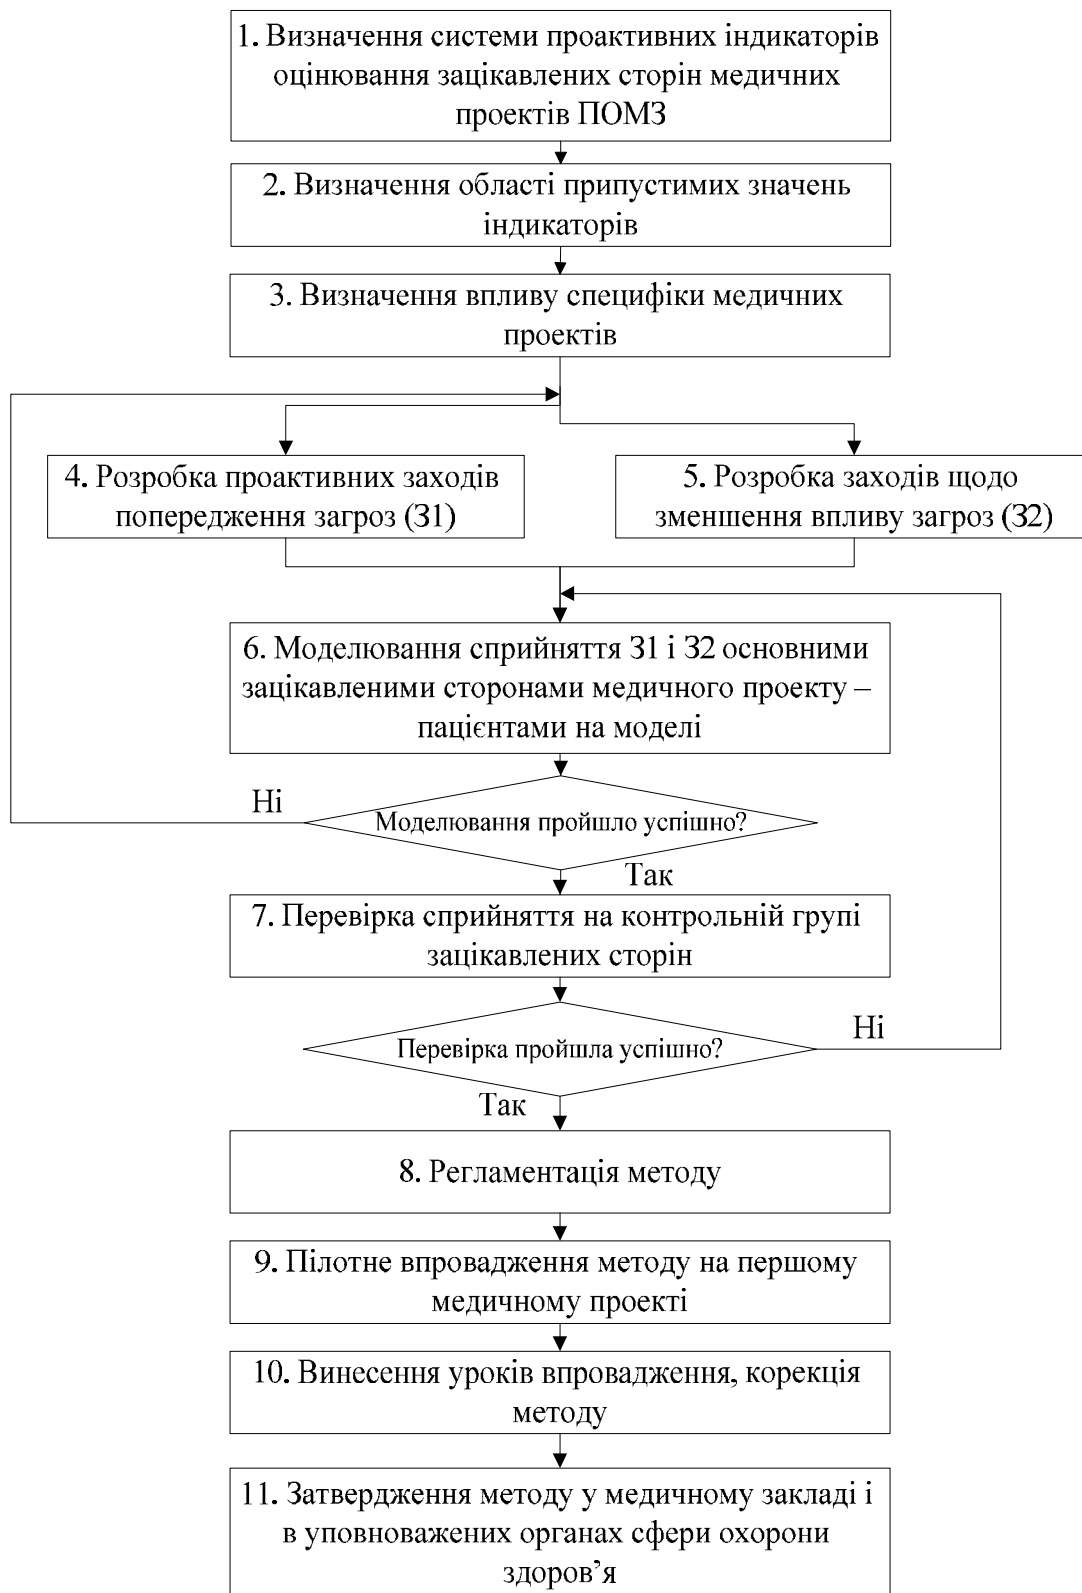 1. Визначення системи проактивних індикаторів
оцінювання зацікавлених сторін медичних
проектів ПОМЗ
2. Визначення області припустимих значень
індикаторів
3. Визначення впливу специфіки медичних
проектів
4. Розробка проактивних заходів
попередження загроз (З1)
5. Розробка заходів щодо
зменшення впливу загроз (З2)
6. Моделювання сприйняття З1 і З2 основними
зацікавленими сторонами медичного проекту –
пацієнтами на моделі
Ні
Моделювання пройшло успішно?
Так
7. Перевірка сприйняття на контрольній групі
зацікавлених сторін
Ні
Перевірка пройшла успішно?
Так
8. Регламентація методу
9. Пілотне впровадження методу на першому
медичному проекті
10. Винесення уроків впровадження, корекція
методу
11. Затвердження методу у медичному закладі і
в уповноважених органах сфери охорони
здоров’я